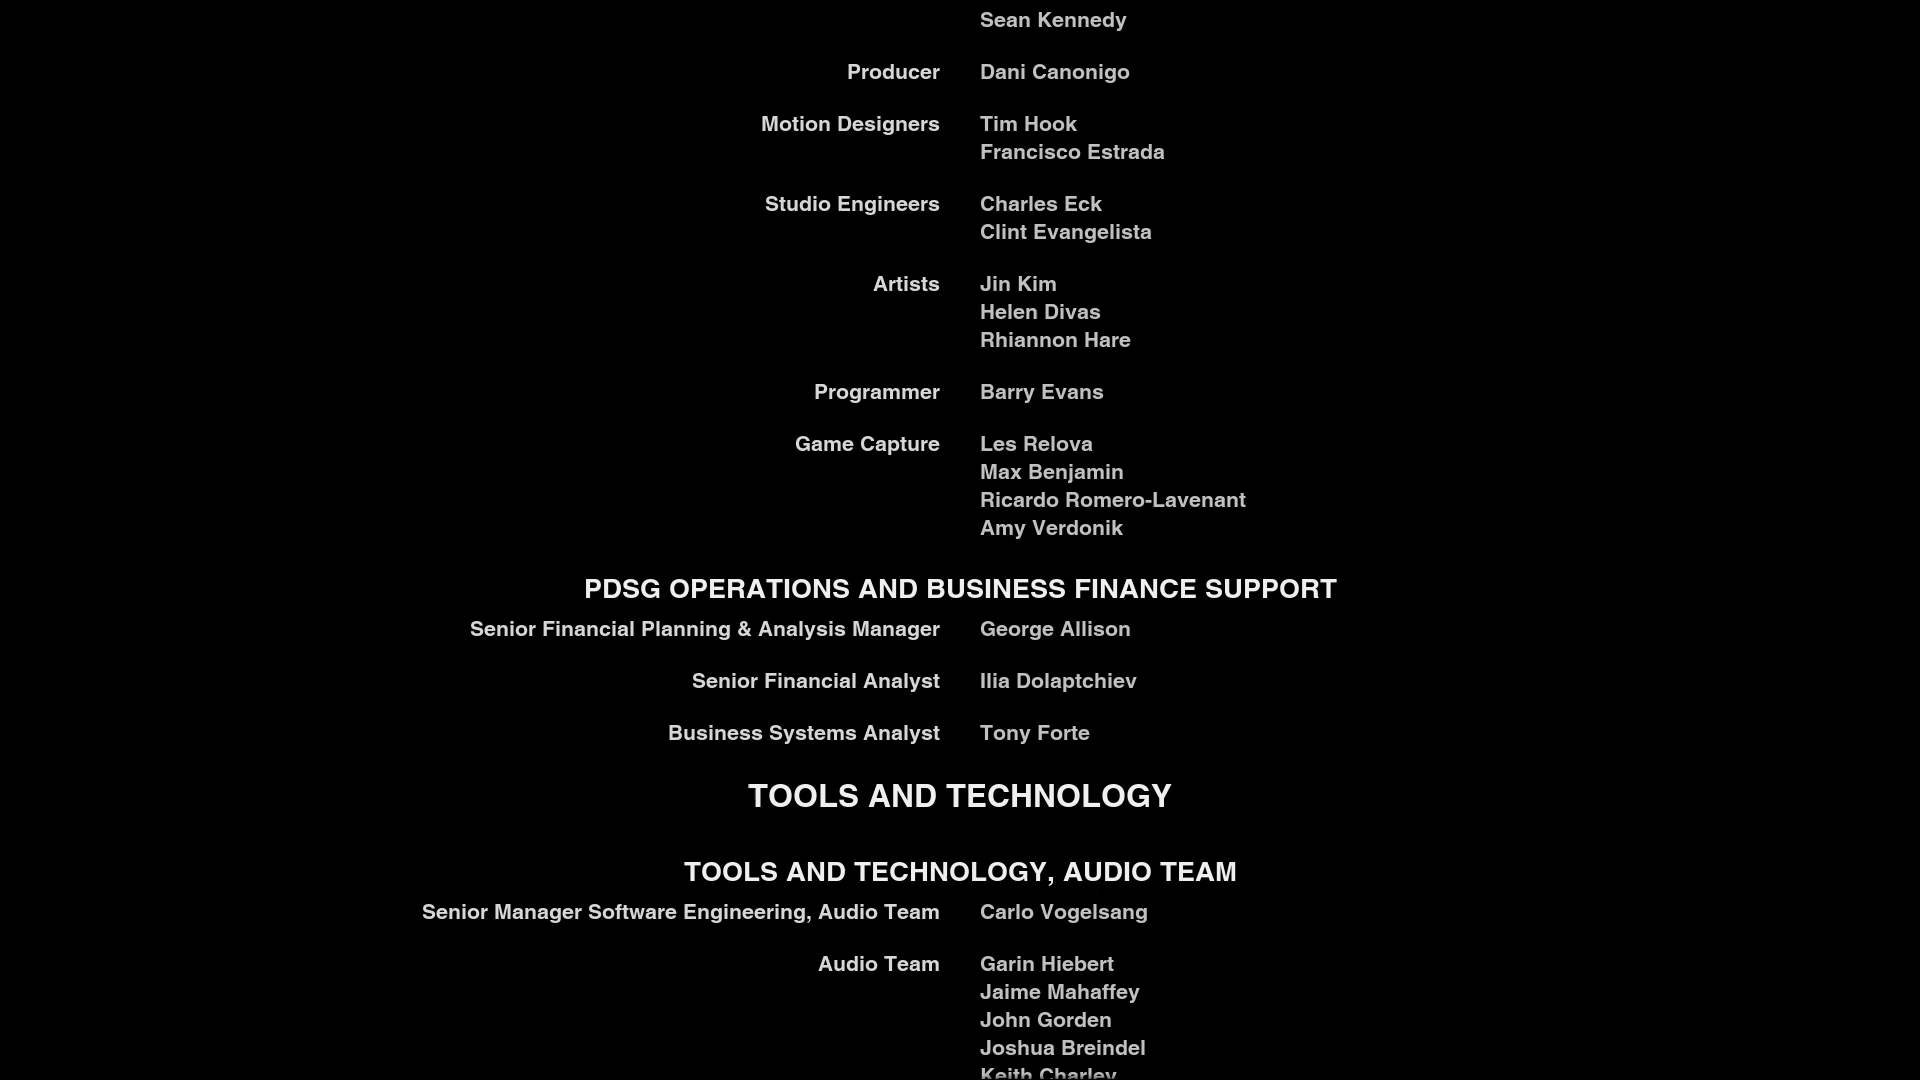 Sean Kennedy
Producer Dani Canonigo
Motion Designers Tim Hook
Francisco Estrada
Studio Engineers Charles Eck
Clint Evangelista
Artists Jin Kim
Helen Divas
Rhiannon Hare
Programmer Barry Evans
Game Capture Les Relova
Max Benjamin
Ricardo Romero-Lavenant
Amy Verdonik
PDSG OPERATIONS AND BUSINESS FINANCE SUPPORT
Senior Financial Planning & Analysis Manager George Allison
Senior Financial Analyst Ilia Dolaptchiev
Business Systems Analyst Tony Forte
TOOLS AND TECHNOLOGY
TOOLS AND TECHNOLOGY, AUDIO TEAM
Senior Manager Software Engineering, Audio Team Carlo Vogelsang
Audio Team Garin Hiebert
Jaime Mahaffey
John Gorden
Joshua Breindel
Keith Charley